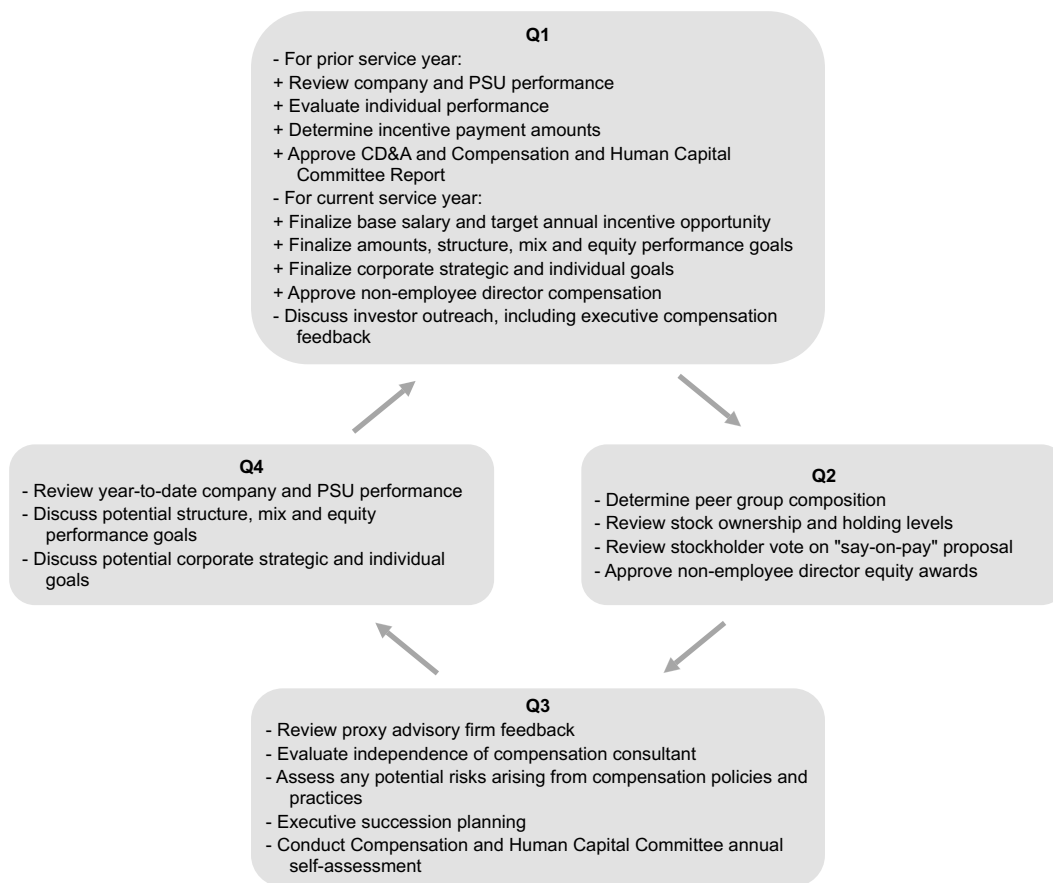 Q1
- For prior service year:
+ Review company and PSU performance
+ Evaluate individual performance
+ Determine incentive payment amounts
+ Approve CD&A and Compensation and Human Capital
Committee Report
- For current service year:
+ Finalize base salary and target annual incentive opportunity
+ Finalize amounts, structure, mix and equity performance goals
+ Finalize corporate strategic and individual goals
+ Approve non-employee director compensation
- Discuss investor outreach, including executive compensation
feedback
Q4
- Review year-to-date company and PSU performance
- Discuss potential structure, mix and equity
performance goals
- Discuss potential corporate strategic and individual
goals
Q2
- Determine peer group composition
- Review stock ownership and holding levels
- Review stockholder vote on "say-on-pay" proposal
- Approve non-employee director equity awards
Q3
- Review proxy advisory firm feedback
- Evaluate independence of compensation consultant
- Assess any potential risks arising from compensation policies and
practices
- Executive succession planning
- Conduct Compensation and Human Capital Committee annual
self-assessment